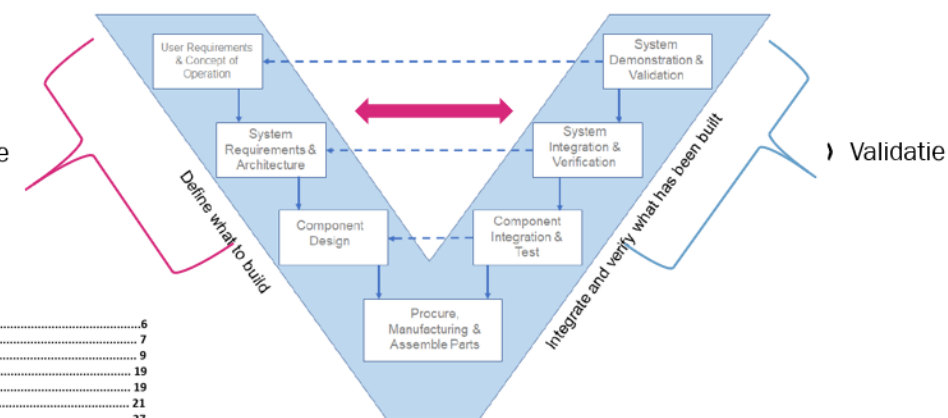 User Requirements
& Concept of
Operation
System
Demonstration &
Validation
System
Requirements &
Architecture
System
Integration &
Verification
Validatie
Define what to build
Integrate and verify what has been built
Component
Design
Component
Integration &
Test
Procure,
Manufacturing &
Assemble Parts
6
7
9
19
19
21